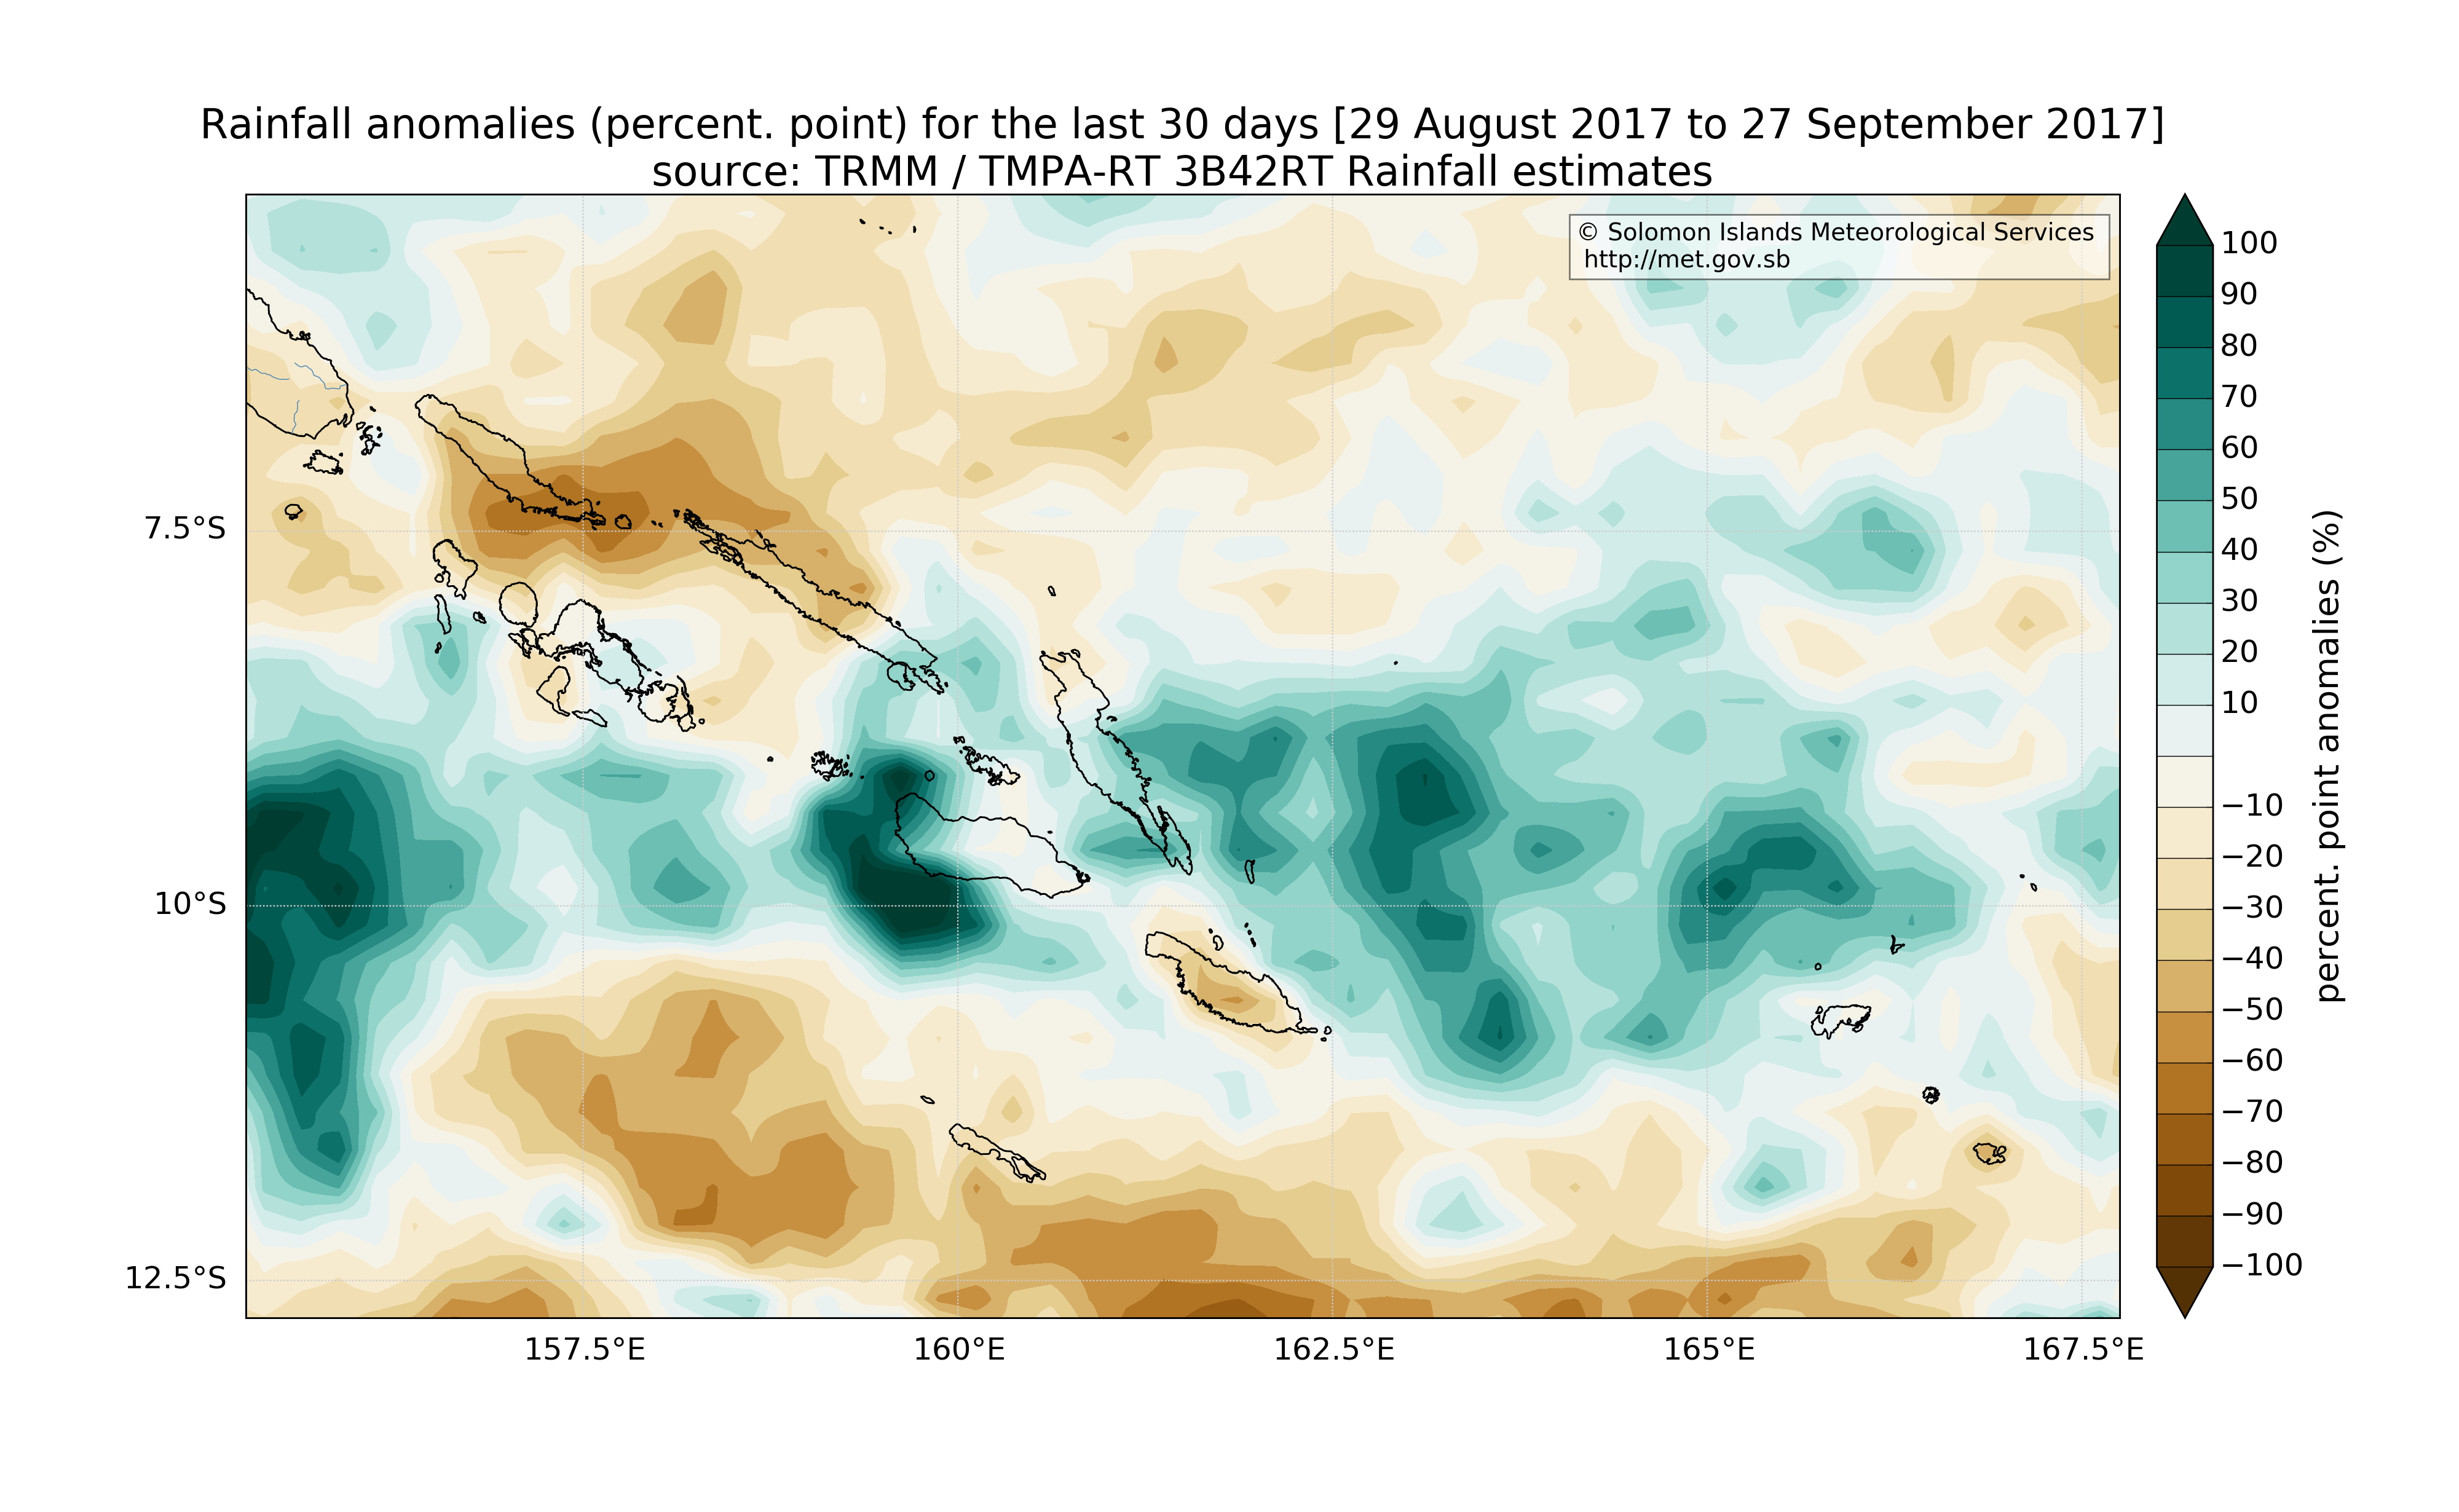 Rainfall anomalies (percent. point) for the last 30 days [29 August 2017 to 27 September 2017]
source: TRMM / TMPA-RT 3B42RT Rainfall estimates
© Solomon Islands Meteorological Services
http://met.gov.sb
7.5°S
10°S
12.5°S
157.5°E
160°E
162.5°E
165°E
167.5°E
100
90
80
70
60
50
40
30
20
10
−10
−20
−30
−40
−50
−60
−70
−80
−90
−100
percent. point anomalies (%)